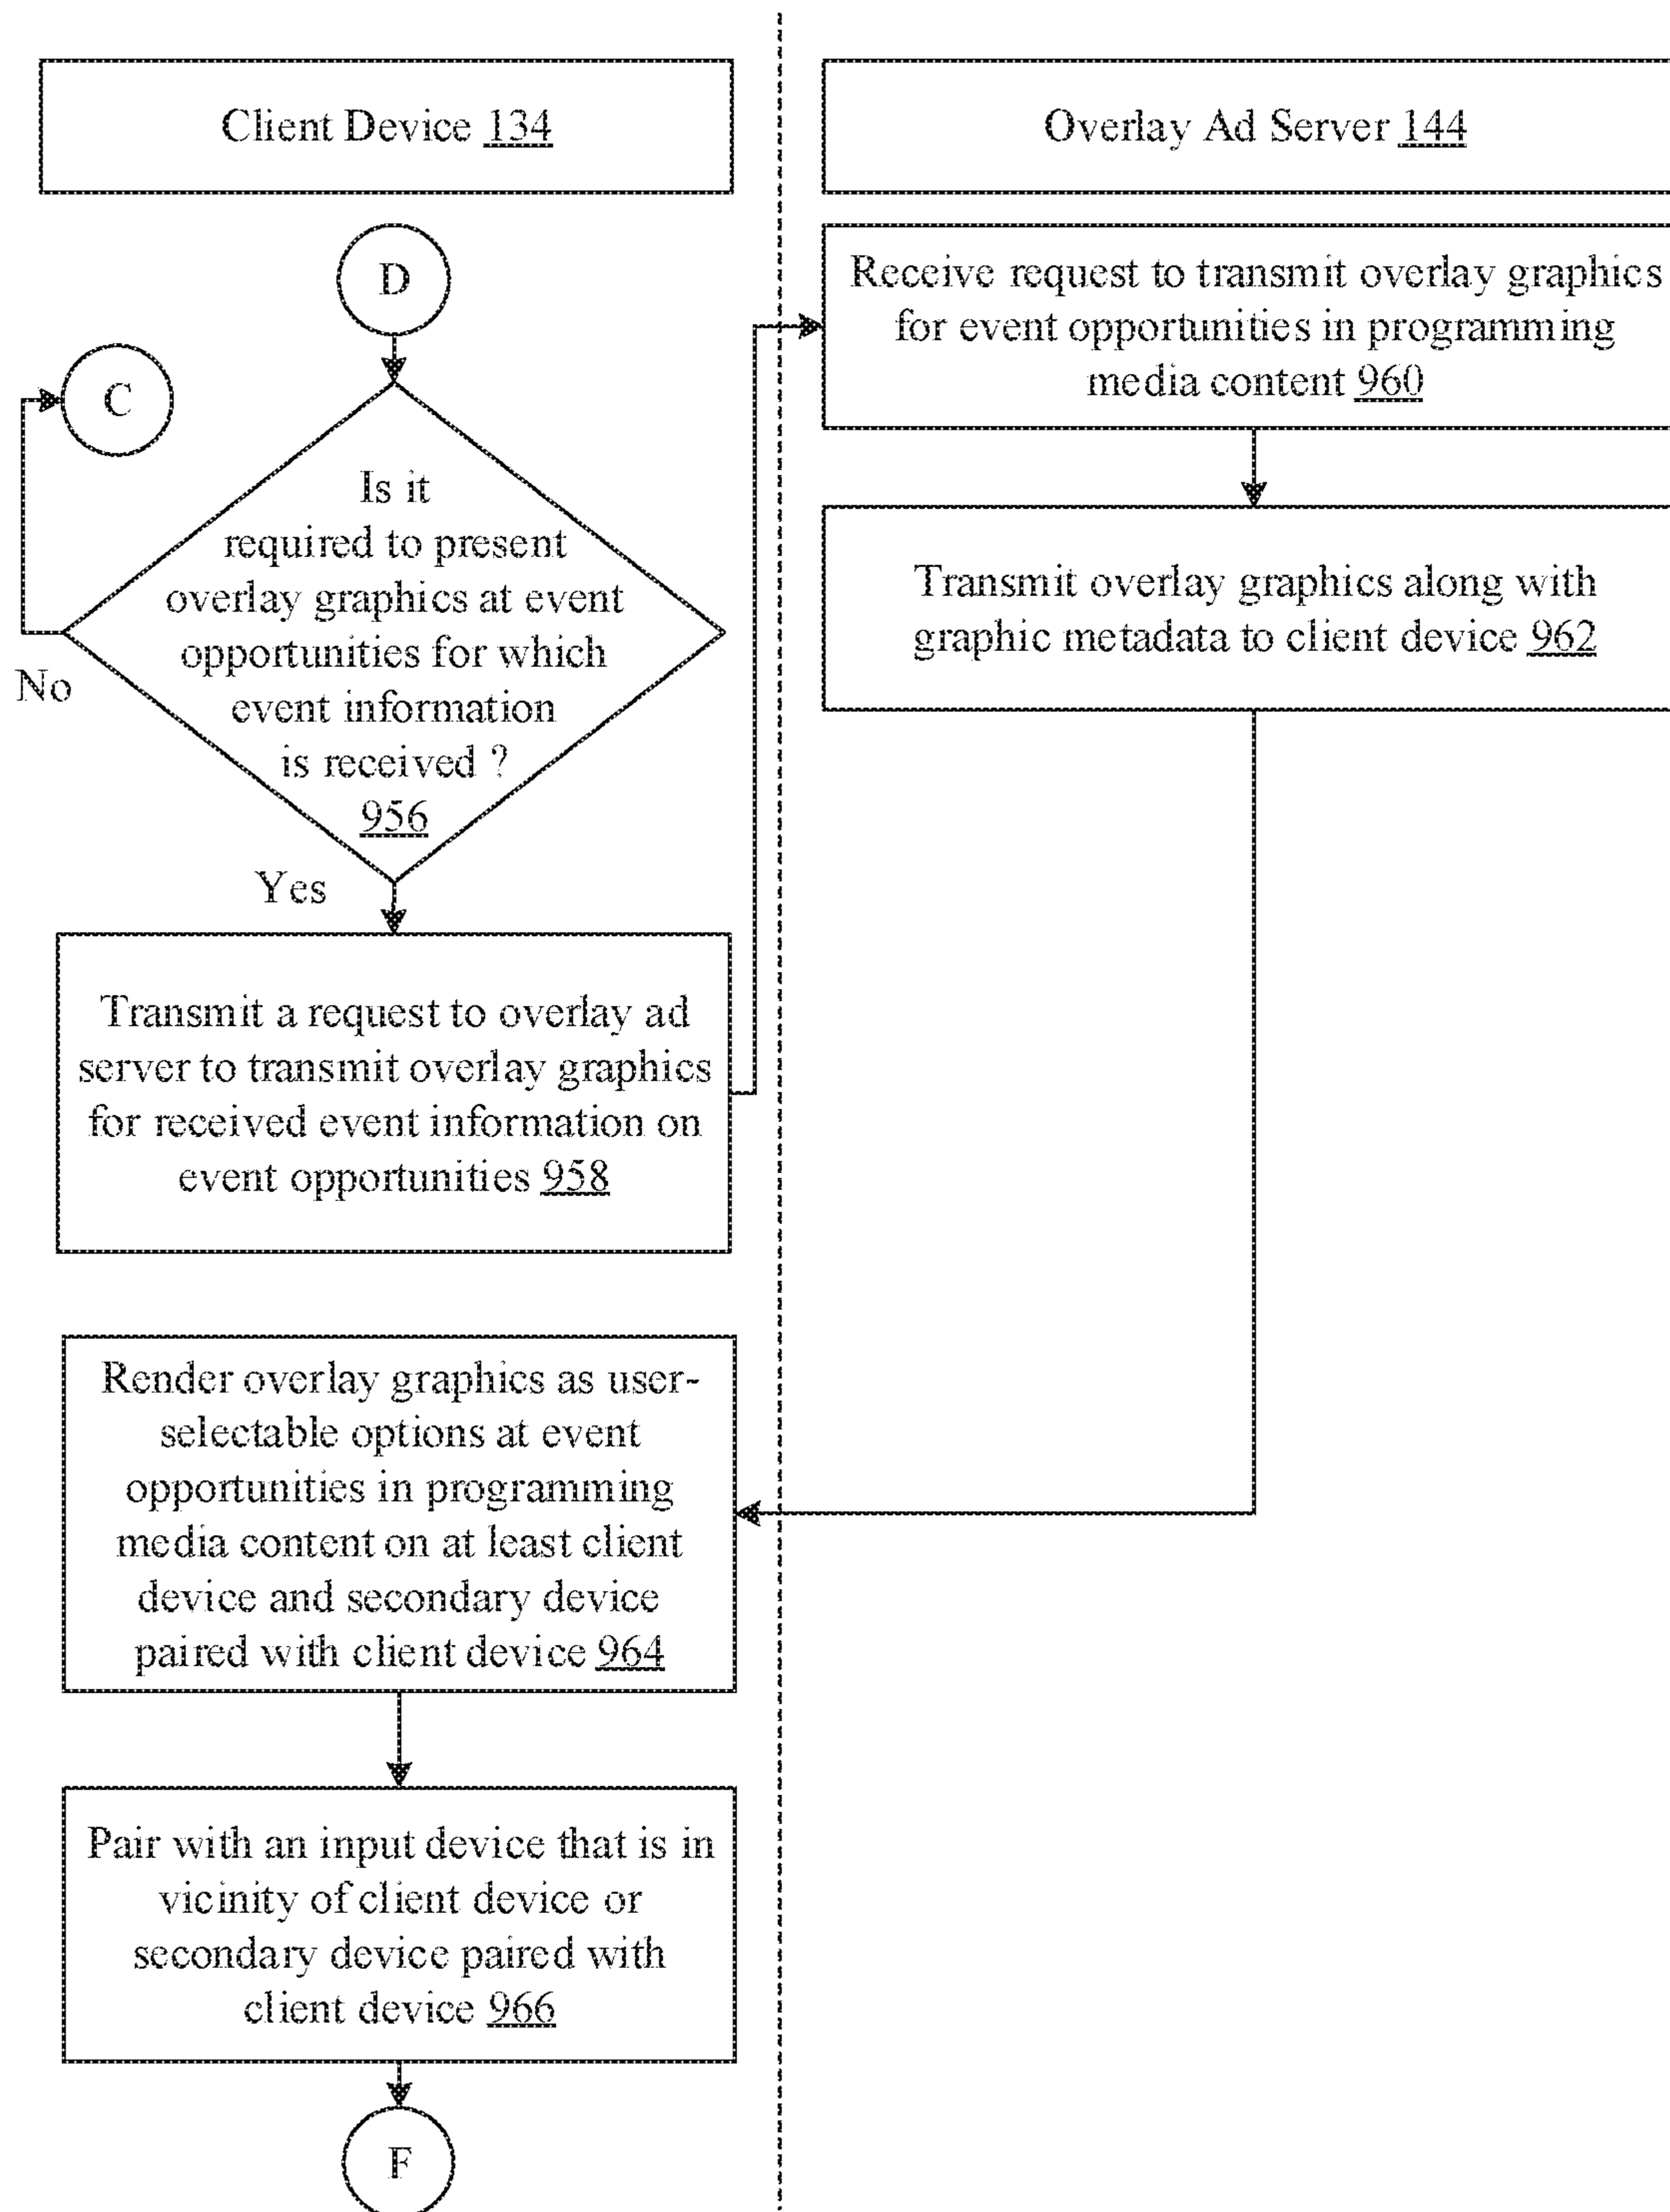 Client Device 134
Overlay Ad Server 144
D
C
Is it
required to present
overlay graphics at event
opportunities for which
event information
is received ?
956
No
Yes
Transmit a request to overlay ad
server to transmit overlay graphics
for received event information on
event opportunities 958
Receive request to transmit overlay graphics
for event opportunities in programming
media content 960
Transmit overlay graphics along with
graphic metadata to client device 962
Render overlay graphics as user-
selectable options at event
opportunities in programming
media content on at least client
device and secondary device
paired with client device 964
Pair with an input device that is in
vicinity of client device or
secondary device paired with
client device 966
F